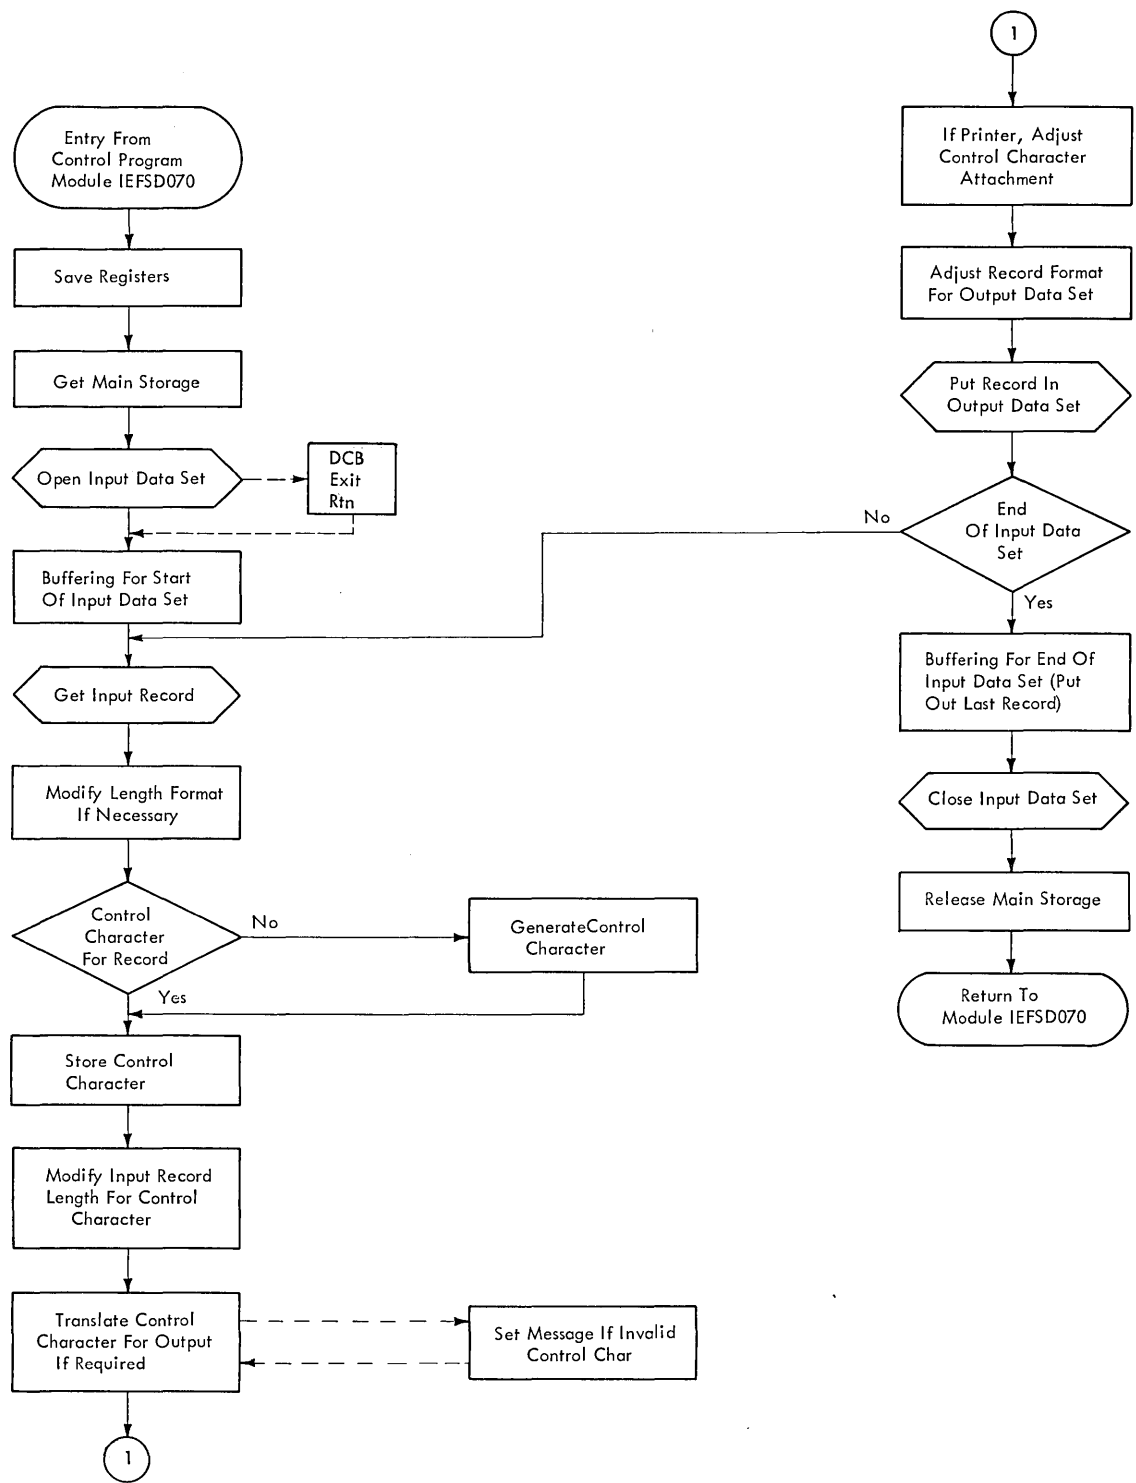 Entry From
Control Program
Module IEFSD070
Save Registers
Get Main Storage
Open Input Data Set
DCB
Exit
Rtn
Buffering For Start
Of Input Data Set
Get Input Record
Modify Length Format
If Necessary
Control
Character
For Record
No
GenerateControl
Character
Yes
Store Control
Character
Modify Input Record
Length For Control
Character
Translate Control
Character For Output
If Required
Set Message If Invalid
Control Char
1
1
If Printer, Adjust
Control Character
Attachment
Adjust Record Format
For Output Data Set
Put Record In
Output Data Set
End
Of Input Data
Set
No
Yes
Buffering For End Of
Input Data Set (Put
Out Last Record)
Close Input Data Set
Release Main Storage
Return To
Module IEFSD070